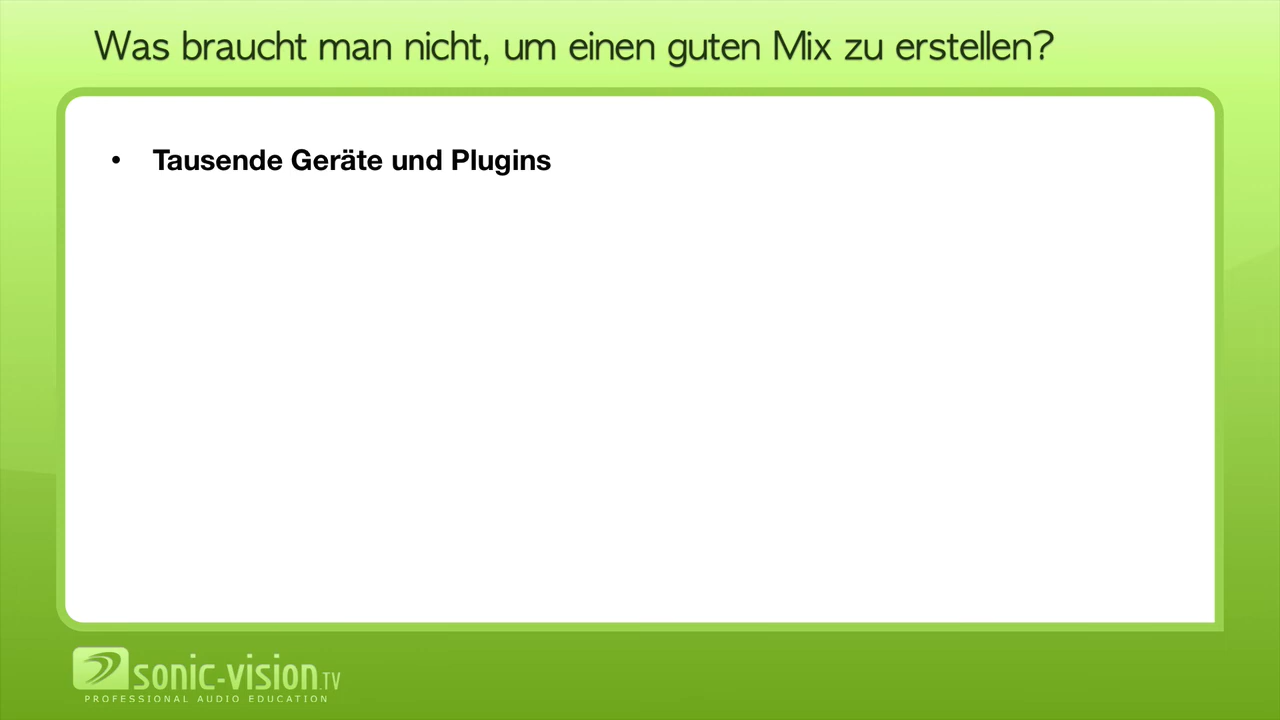 Was braucht man nicht, um einen guten Mix zu erstellen?
• Tausende Geräte und Plugins
sonic-vision.TV
PROFESSIONAL AUDIO EDUCATION